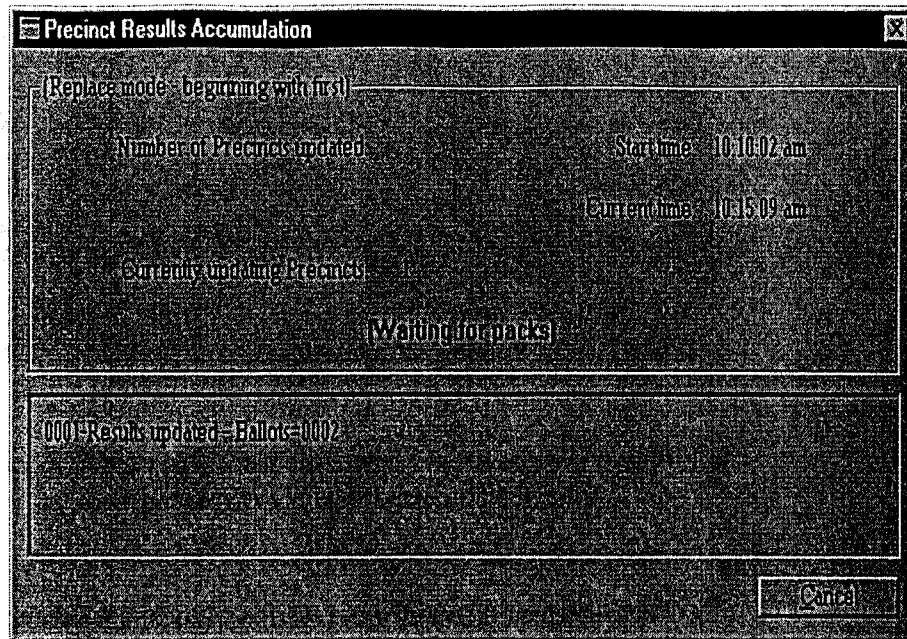 Precinct Results Accumulation
(Replace mode - beginning with first)
Number of Precincts updated
Start time 10:10:02 am
Current time 10:15:09 am
Currently updating Precincts 1
(Waiting for packs)
0001-Results updated - Ballots=0002
Cancel